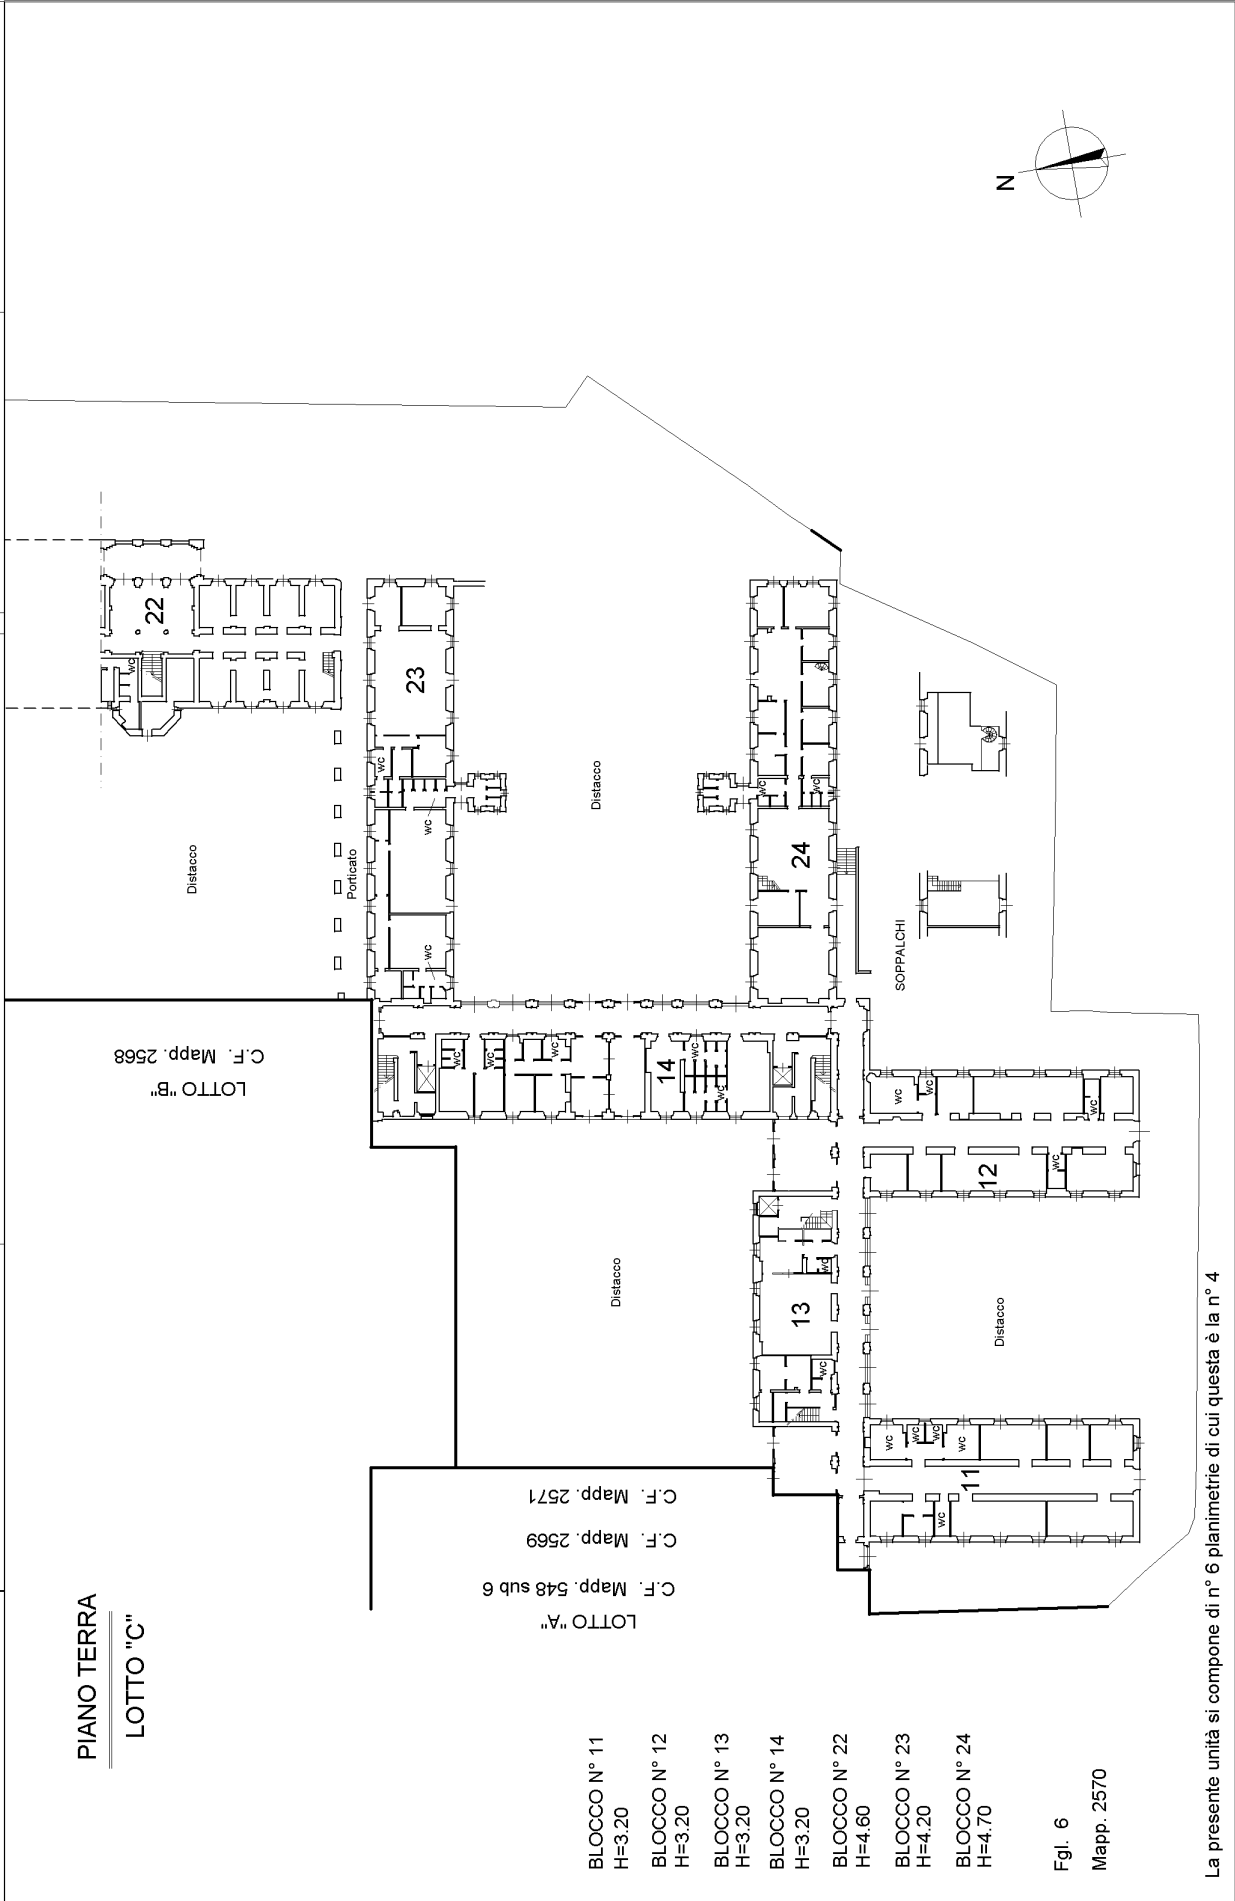 PIANO TERRA
LOTTO "C"
C.F. Mapp. 2568
LOTTO "B"
C.F. Mapp. 2571
C.F. Mapp. 2569
C.F. Mapp. 548 sub 6
LOTTO "A"
N
22
WC
Distacco
Porticato
23
WC
WC
WC
Distacco
24
WC
WC
SOPPALCHI
14
WC
WC
WC
WC
WC
Distacco
13
WC
WC
12
WC
WC
WC
WC
Distacco
11
WC
WC
WC
WC
WC
BLOCCO N° 11
H=3.20
BLOCCO N° 12
H=3.20
BLOCCO N° 13
H=3.20
BLOCCO N° 14
H=3.20
BLOCCO N° 22
H=4.60
BLOCCO N° 23
H=4.20
BLOCCO N° 24
H=4.70
Fgl. 6
Mapp. 2570
La presente unità si compone di n° 6 planimetrie di cui questa è la n° 4